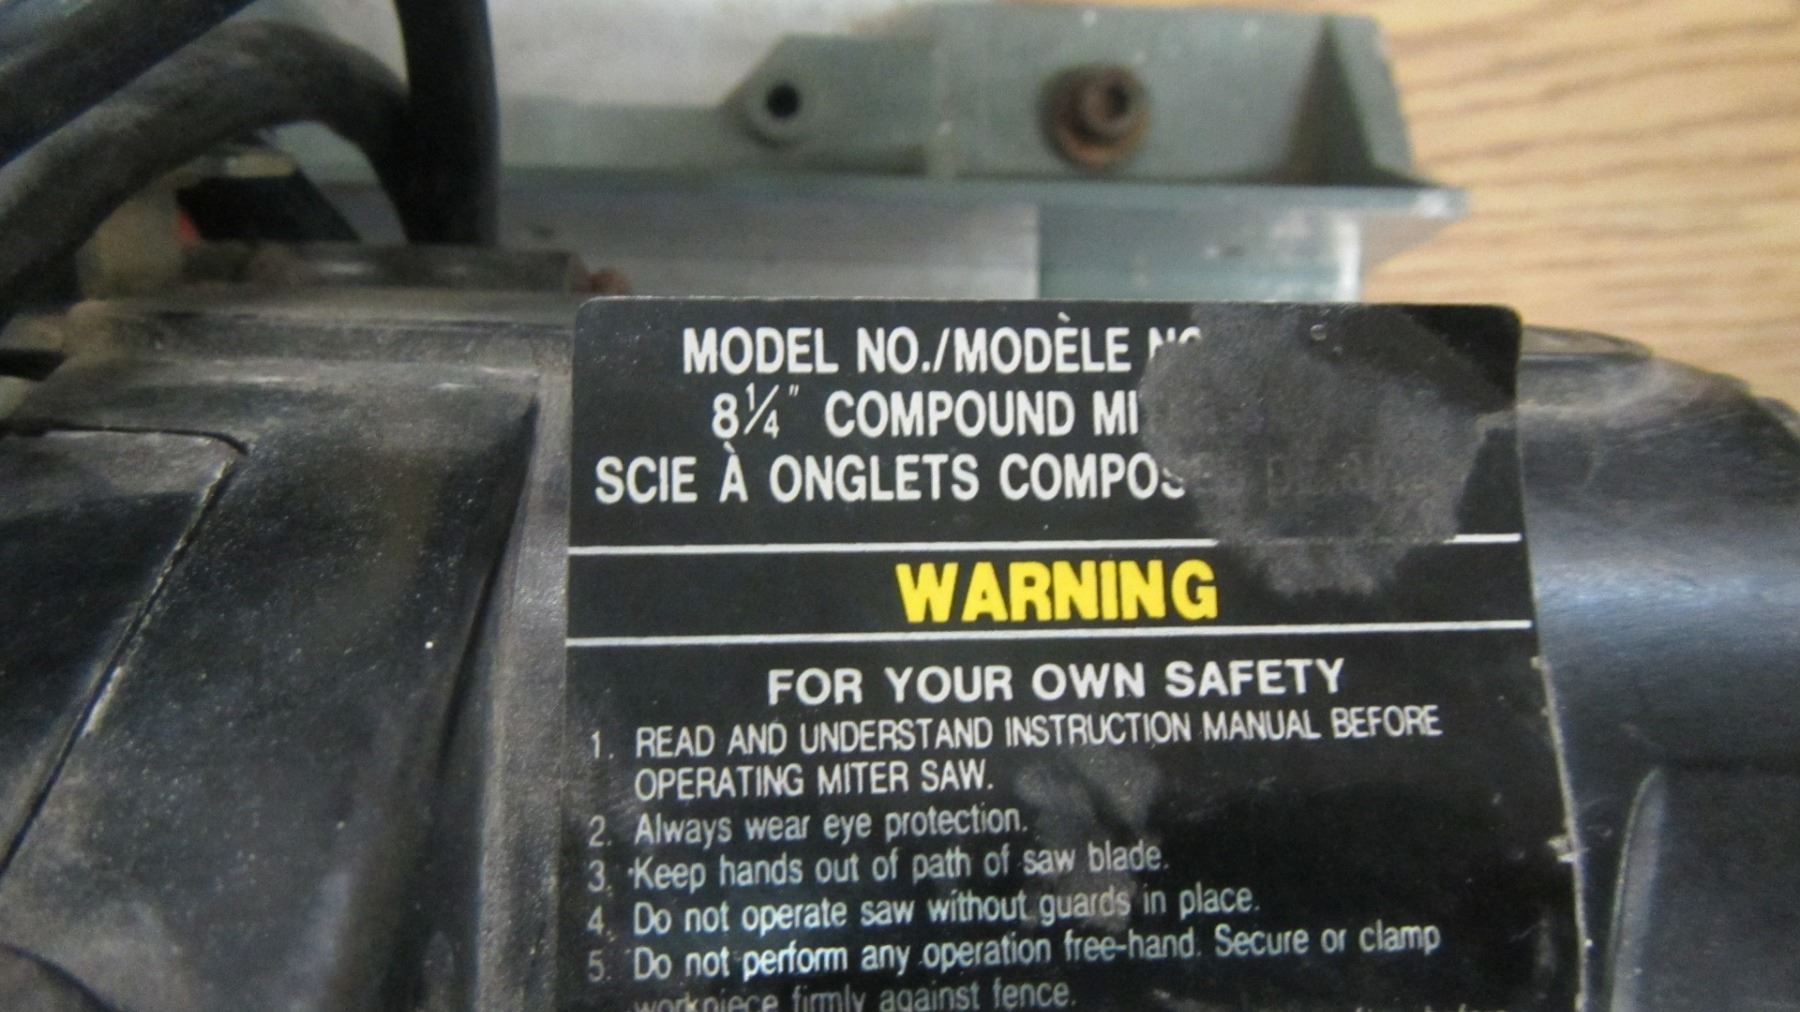 MODEL NO./MODÈLE
8¼" COMPOUND
SCIE À ONGLETS
WARNING
FOR YOUR OWN SAFETY
1. READ AND UNDERSTAND INSTRUCTION MANUAL BEFORE
OPERATING MITER SAW.
2. Always wear eye protection.
3. Keep hands out of path of saw blade.
4. Do not operate saw without guards in place.
5. Do not perform any operation free-hand. Secure or clamp
workpiece firmly against fence.